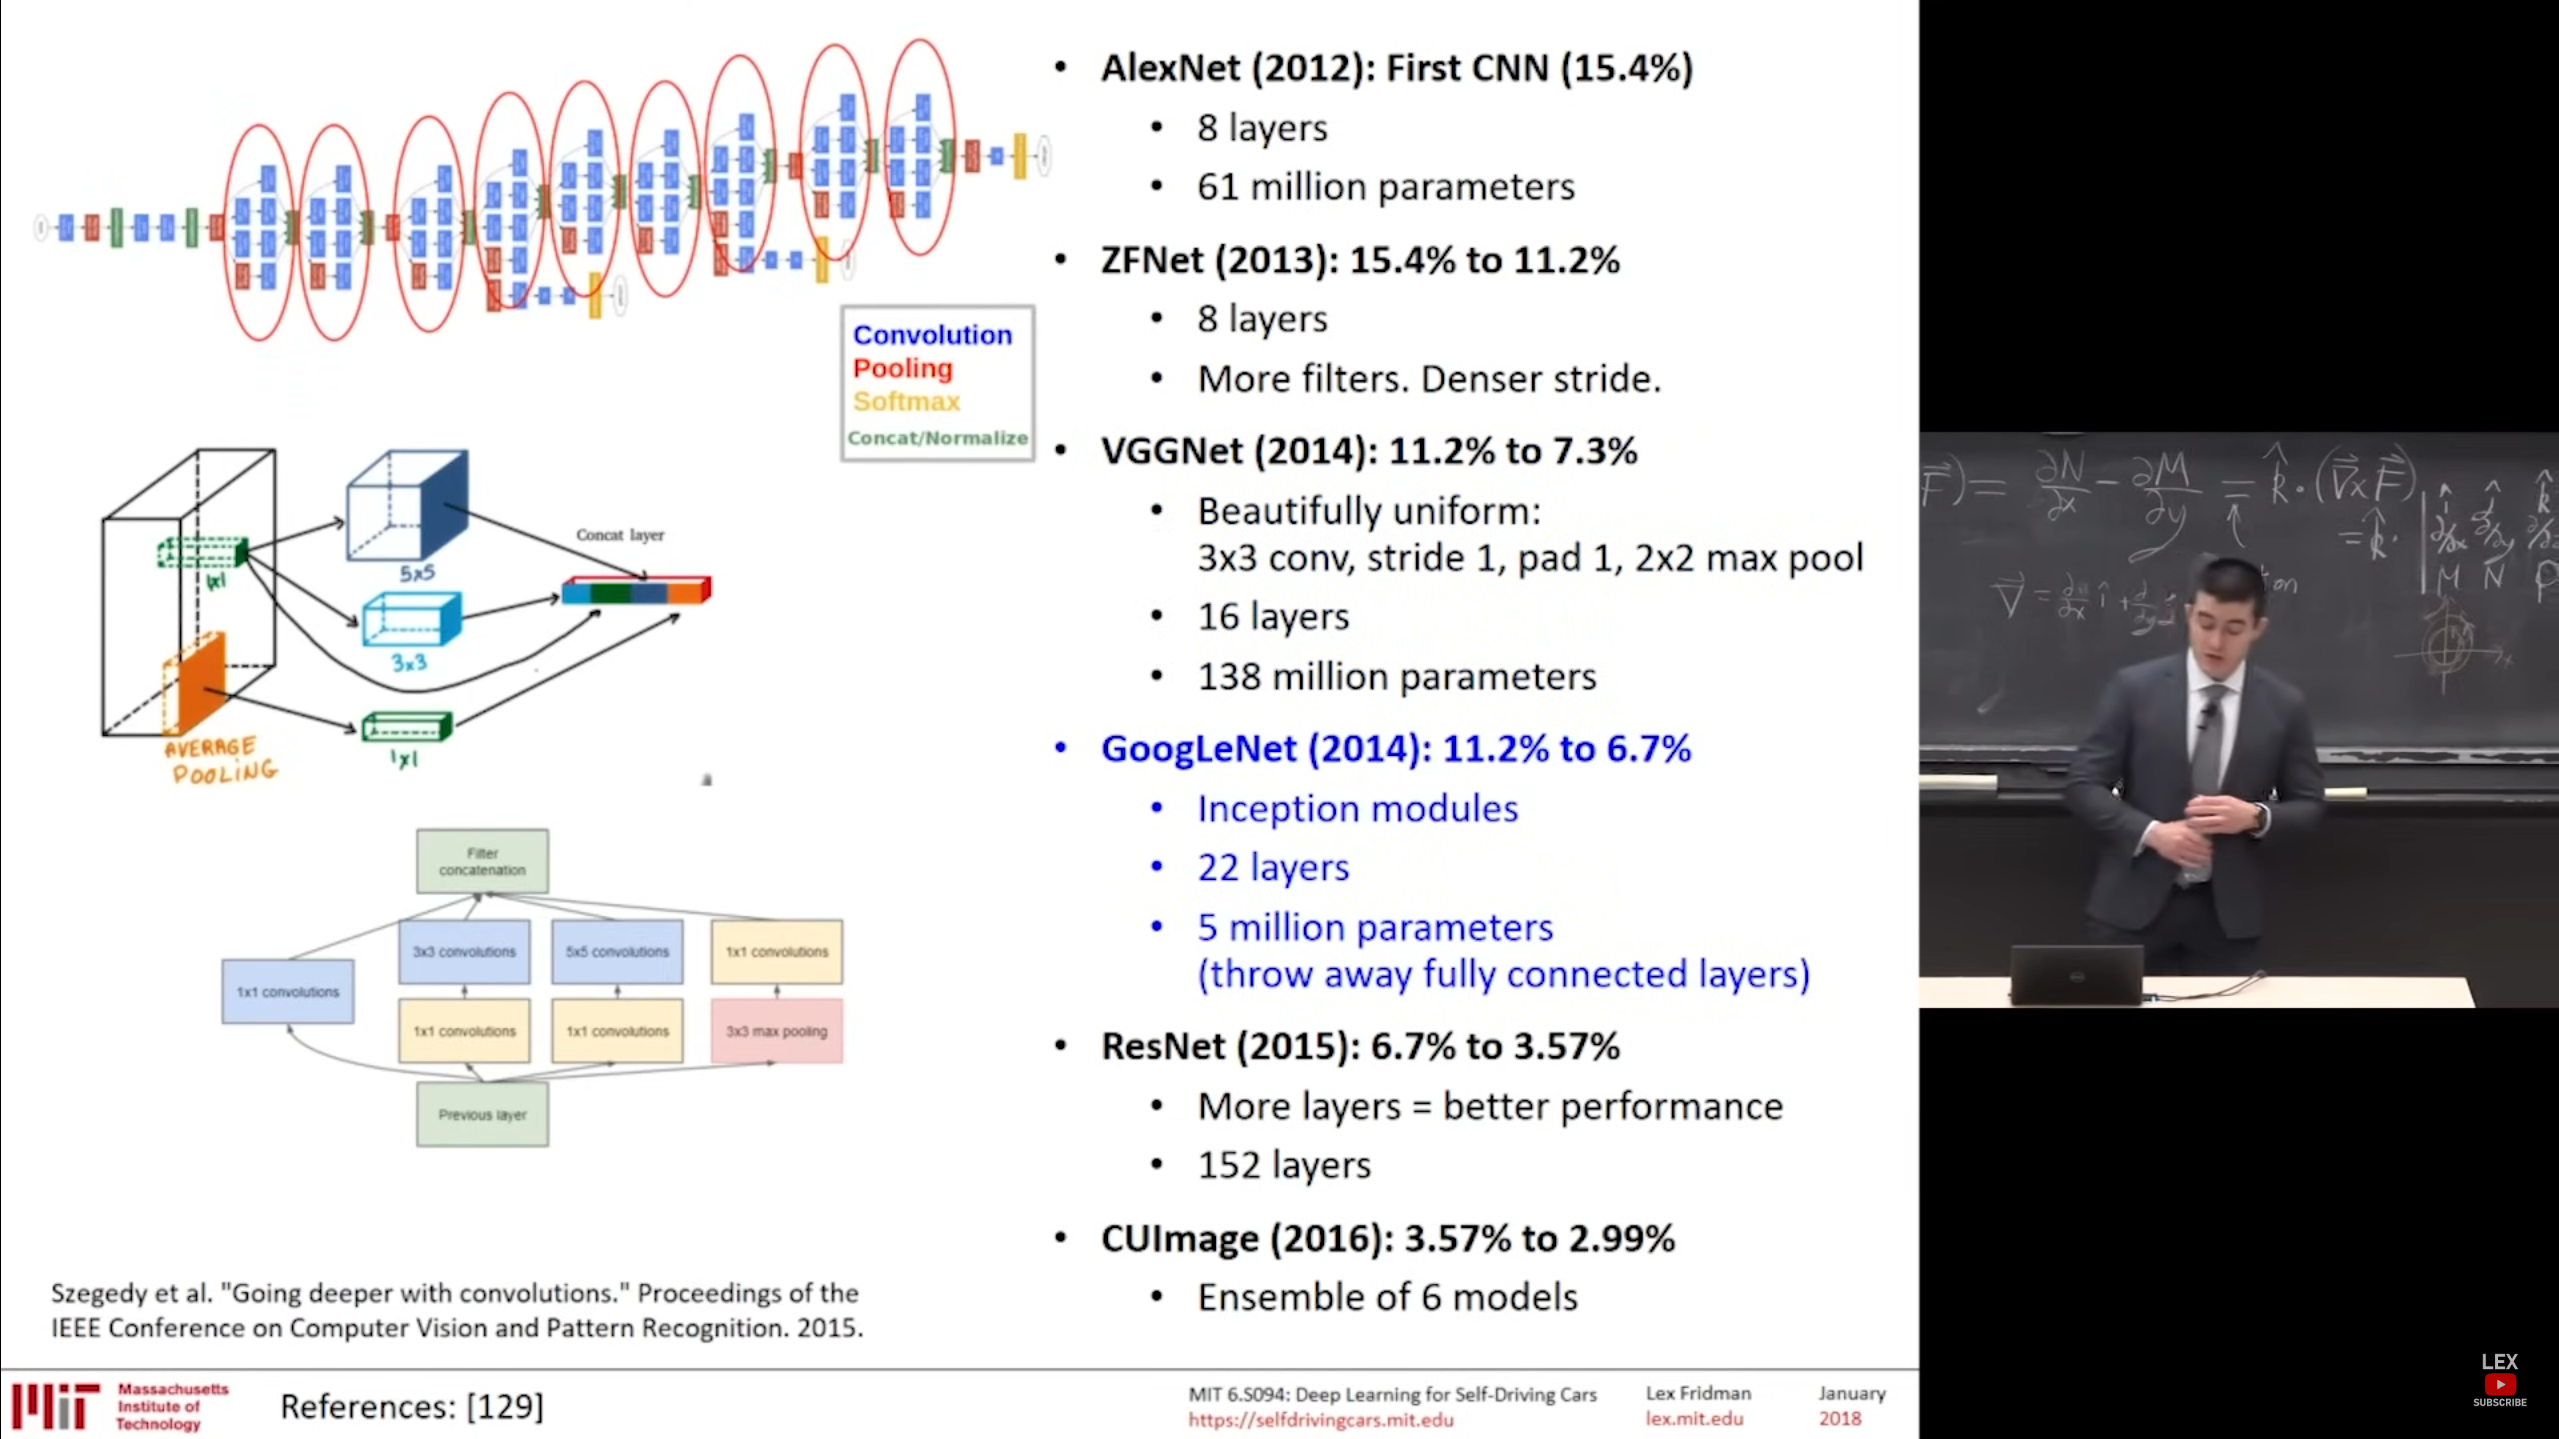 Convolution
Pooling
Softmax
Concat/Normalize
1x1
5x5
Concat layer
3x3
AVERAGE
POOLING
1x1
Filter
concatenation
3x3 convolutions
5x5 convolutions
1x1 convolutions
1x1 convolutions
1x1 convolutions
1x1 convolutions
3x3 max pooling
Previous layer
Szegedy et al. "Going deeper with convolutions." Proceedings of the
IEEE Conference on Computer Vision and Pattern Recognition. 2015.
• AlexNet (2012): First CNN (15.4%)
• 8 layers
• 61 million parameters
• ZFNet (2013): 15.4% to 11.2%
• 8 layers
• More filters. Denser stride.
• VGGNet (2014): 11.2% to 7.3%
• Beautifully uniform:
3x3 conv, stride 1, pad 1, 2x2 max pool
• 16 layers
• 138 million parameters
• GoogLeNet (2014): 11.2% to 6.7%
• Inception modules
• 22 layers
• 5 million parameters
(throw away fully connected layers)
• ResNet (2015): 6.7% to 3.57%
• More layers = better performance
• 152 layers
• CUImage (2016): 3.57% to 2.99%
• Ensemble of 6 models
MIT
Massachusetts
Institute of
Technology
References: [129]
MIT 6.S094: Deep Learning for Self-Driving Cars
https://selfdrivingcars.mit.edu
Lex Fridman
lex.mit.edu
January
2018
F⃗) = ∂N/∂x − ∂M/∂y = k̂ · (∇⃗×F⃗)
= k̂ ·
M N P
LEX
SUBSCRIBE